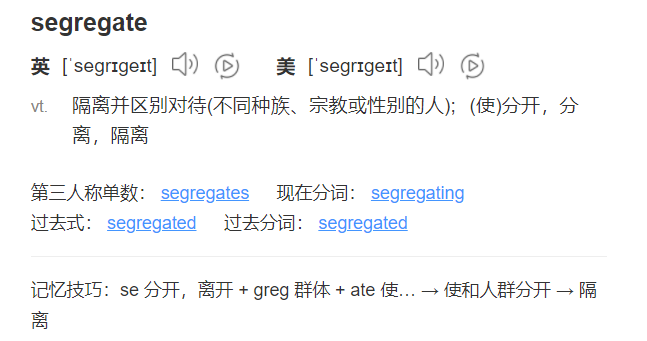 segregate
英 [ˈsegrɪgeɪt] 美 [ˈsegrɪgeɪt]
vt. 隔离并区别对待(不同种族、宗教或性别的人)；(使)分开，分
离，隔离
第三人称单数： segregates 现在分词： segregating
过去式： segregated 过去分词： segregated
记忆技巧：se 分开，离开 + greg 群体 + ate 使… → 使和人群分开 → 隔
离